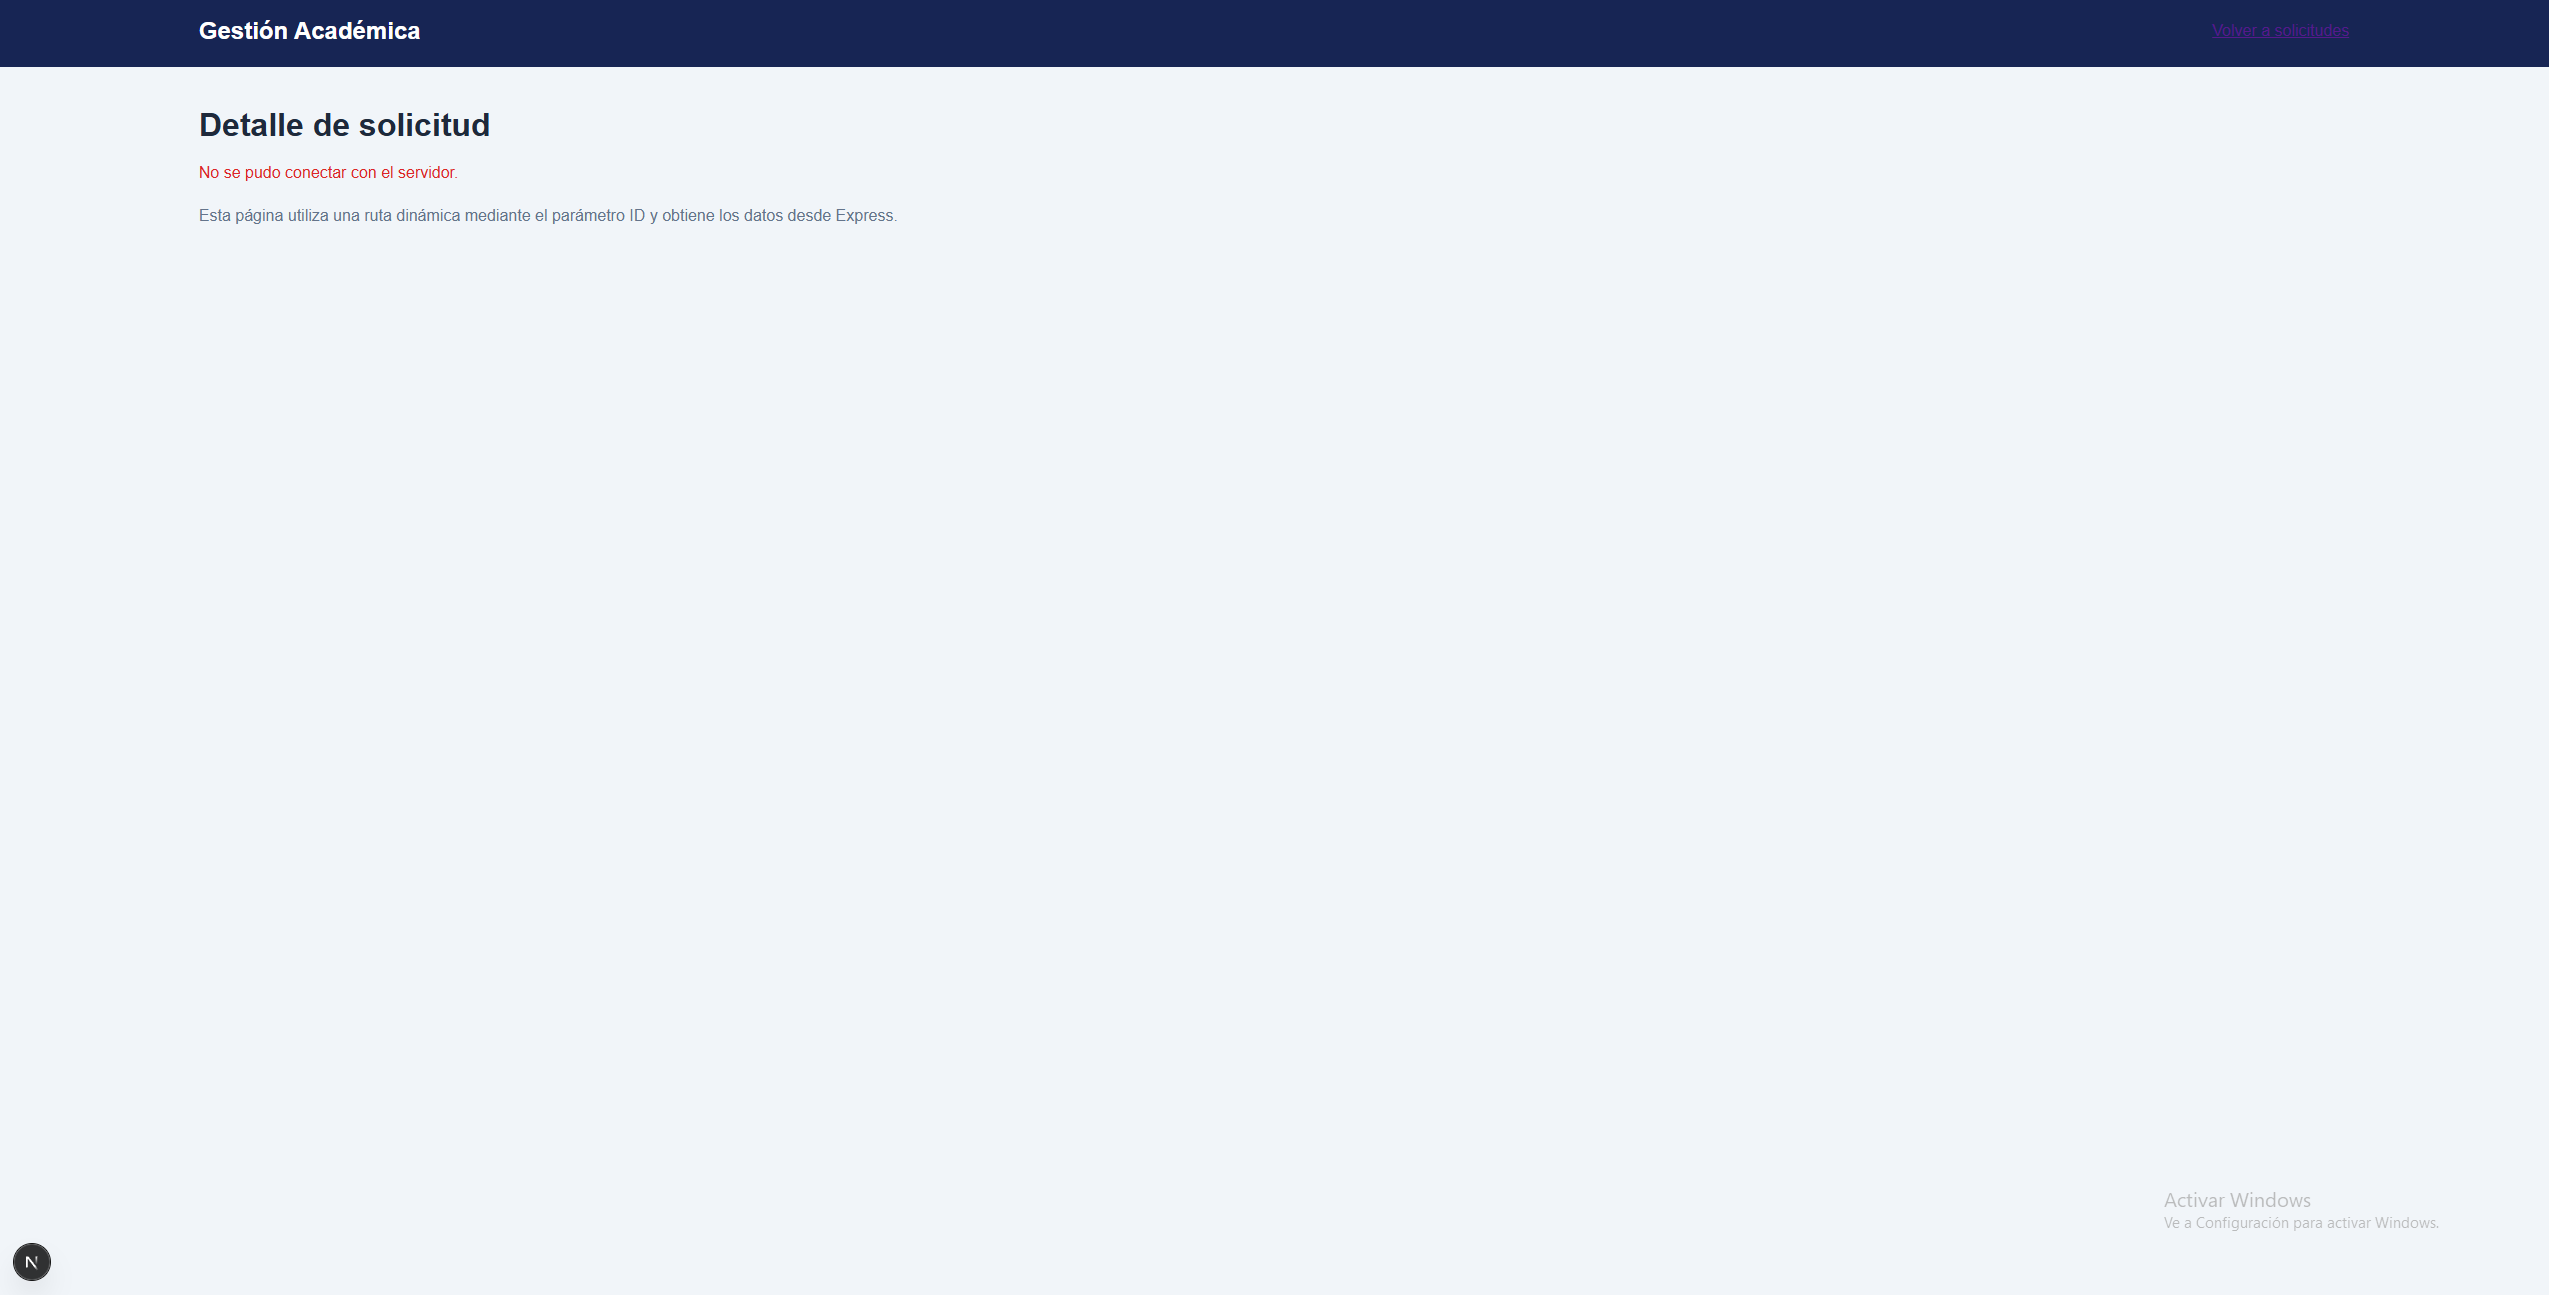 Gestión Académica
Volver a solicitudes
Detalle de solicitud
No se pudo conectar con el servidor.
Esta página utiliza una ruta dinámica mediante el parámetro ID y obtiene los datos desde Express.
Activar Windows
Ve a Configuración para activar Windows.
N